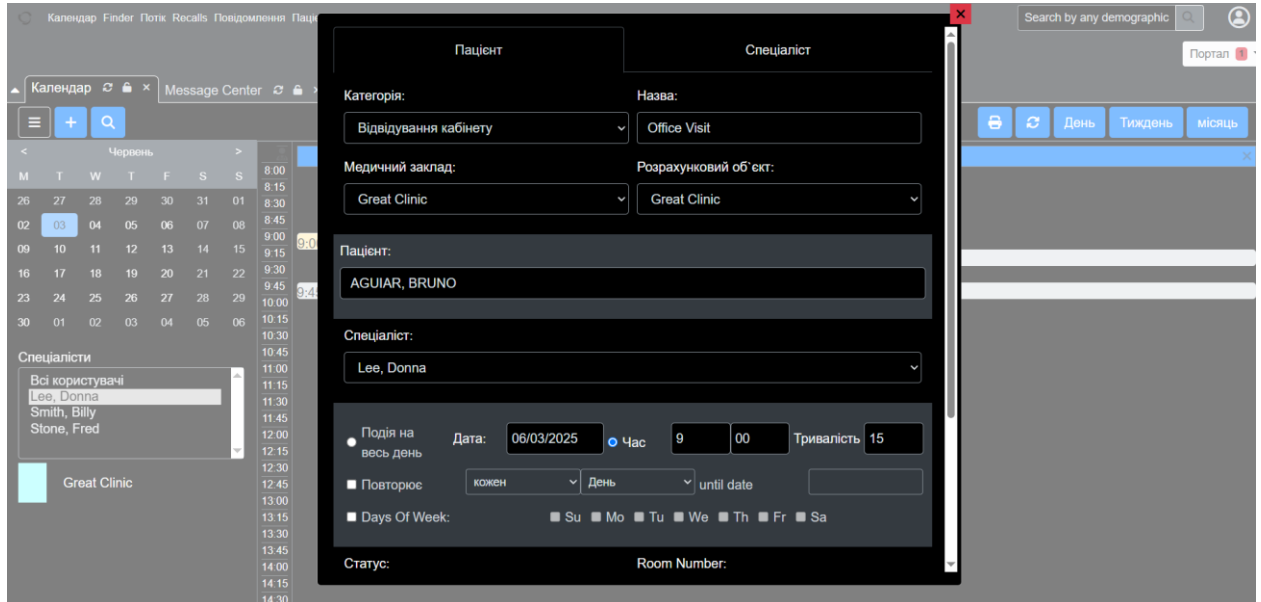 Календар Finder Потік Recalls Повідомлення
Search by any demographic
Портал 1
Календар
Message Center
День
Тиждень
місяць
< Червень >
M T W T F S S
26 27 28 29 30 31 01
02 03 04 05 06 07 08
09 10 11 12 13 14 15
16 17 18 19 20 21 22
23 24 25 26 27 28 29
30 01 02 03 04 05 06
Спеціалісти
Всі користувачі
Lee, Donna
Smith, Billy
Stone, Fred
Great Clinic
8:00
8:15
8:30
8:45
9:00
9:15
9:30
9:45
10:00
10:15
10:30
10:45
11:00
11:15
11:30
11:45
12:00
12:15
12:30
12:45
13:00
13:15
13:30
13:45
14:00
14:15
14:30
Пацієнт
Спеціаліст
Категорія:
Назва:
Відвідування кабінету
Office Visit
Медичний заклад:
Розрахунковий об`єкт:
Great Clinic
Great Clinic
Пацієнт:
AGUIAR, BRUNO
Спеціаліст:
Lee, Donna
Подія на весь день
Дата: 06/03/2025
Час 9 00
Тривалість 15
Повторює кожен День until date
Days Of Week: Su Mo Tu We Th Fr Sa
Статус:
Room Number: